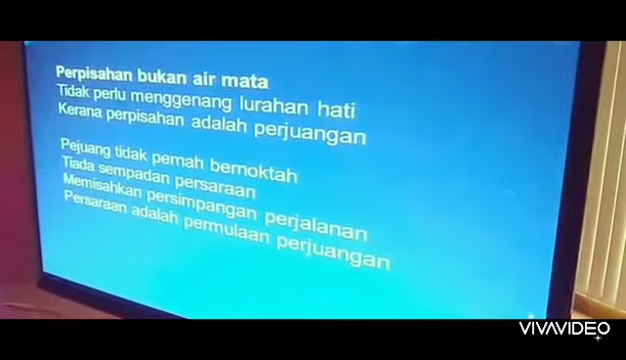 Perpisahan bukan air mata
Tidak perlu menggenang lurahan hati
Kerana perpisahan adalah perjuangan
Pejuang tidak pernah bernoktah
Tiada sempadan persaraan
Memisahkan persimpangan perjalanan
Persaraan adalah permulaan perjuangan
VIVAVIDEO